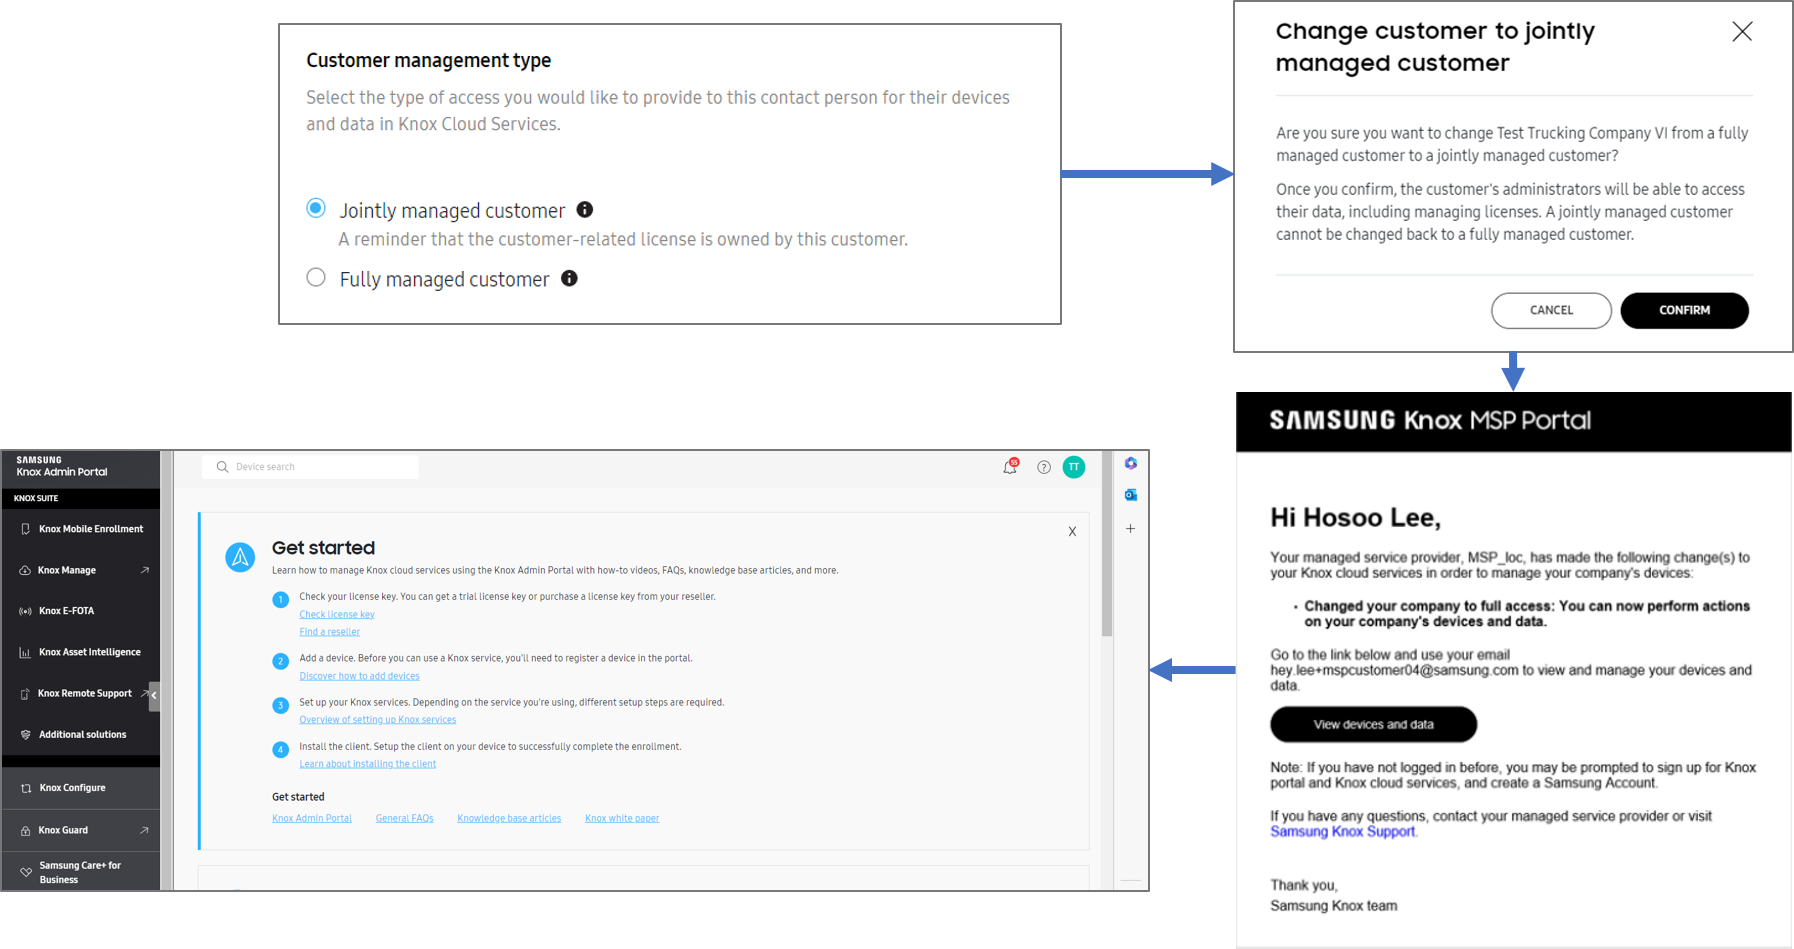 Customer management type
Select the type of access you would like to provide to this contact person for their devices
and data in Knox Cloud Services.
Jointly managed customer
A reminder that the customer-related license is owned by this customer.
Fully managed customer
Change customer to jointly
managed customer
Are you sure you want to change Test Trucking Company VI from a fully
managed customer to a jointly managed customer?
Once you confirm, the customer's administrators will be able to access
their data, including managing licenses. A jointly managed customer
cannot be changed back to a fully managed customer.
CANCEL
CONFIRM
SAMSUNG Knox MSP Portal
Hi Hosoo Lee,
Your managed service provider, MSP_loc, has made the following change(s) to
your Knox cloud services in order to manage your company's devices:
• Changed your company to full access: You can now perform actions
on your company's devices and data.
Go to the link below and use your email
hey.lee+mspcustomer04@samsung.com to view and manage your devices and
data.
View devices and data
Note: If you have not logged in before, you may be prompted to sign up for Knox
portal and Knox cloud services, and create a Samsung Account.
If you have any questions, contact your managed service provider or visit
Samsung Knox Support.
Thank you,
Samsung Knox team
SAMSUNG
Knox Admin Portal
KNOX SUITE
Knox Mobile Enrollment
Knox Manage
Knox E-FOTA
Knox Asset Intelligence
Knox Remote Support
Additional solutions
Knox Configure
Knox Guard
Samsung Care+ for
Business
Device search
55
TT
X
Get started
Learn how to manage Knox cloud services using the Knox Admin Portal with how-to videos, FAQs, knowledge base articles, and more.
1 Check your license key. You can get a trial license key or purchase a license key from your reseller.
Check license key
Find a reseller
2 Add a device. Before you can use a Knox service, you'll need to register a device in the portal.
Discover how to add devices
3 Set up your Knox services. Depending on the service you're using, different setup steps are required.
Overview of setting up Knox services
4 Install the client. Setup the client on your device to successfully complete the enrollment.
Learn about installing the client
Get started
Knox Admin Portal General FAQs Knowledge base articles Knox white paper